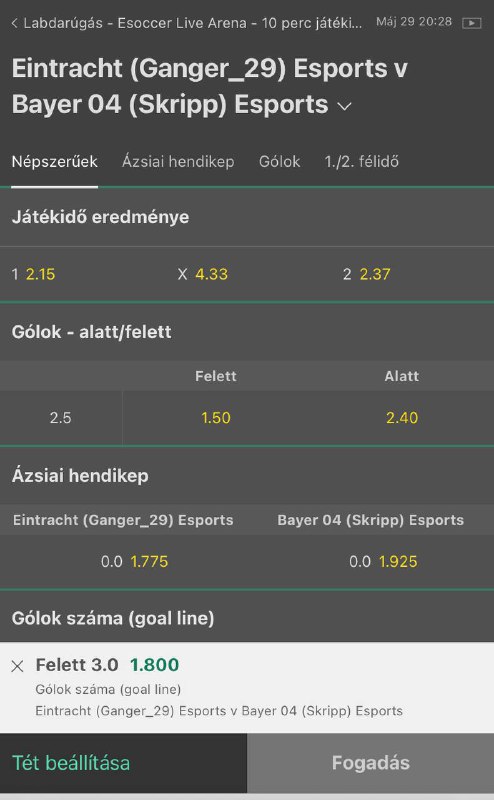 Labdarúgás - Esoccer Live Arena - 10 perc játéki... Máj 29 20:28
Eintracht (Ganger_29) Esports v
Bayer 04 (Skripp) Esports
Népszerűek Ázsiai hendikep Gólok 1./2. félidő
Játékidő eredménye
1 2.15 X 4.33 2 2.37
Gólok - alatt/felett
Felett Alatt
2.5 1.50 2.40
Ázsiai hendikep
Eintracht (Ganger_29) Esports Bayer 04 (Skripp) Esports
0.0 1.775 0.0 1.925
Gólok száma (goal line)
Felett 3.0 1.800
Gólok száma (goal line)
Eintracht (Ganger_29) Esports v Bayer 04 (Skripp) Esports
Tét beállítása Fogadás